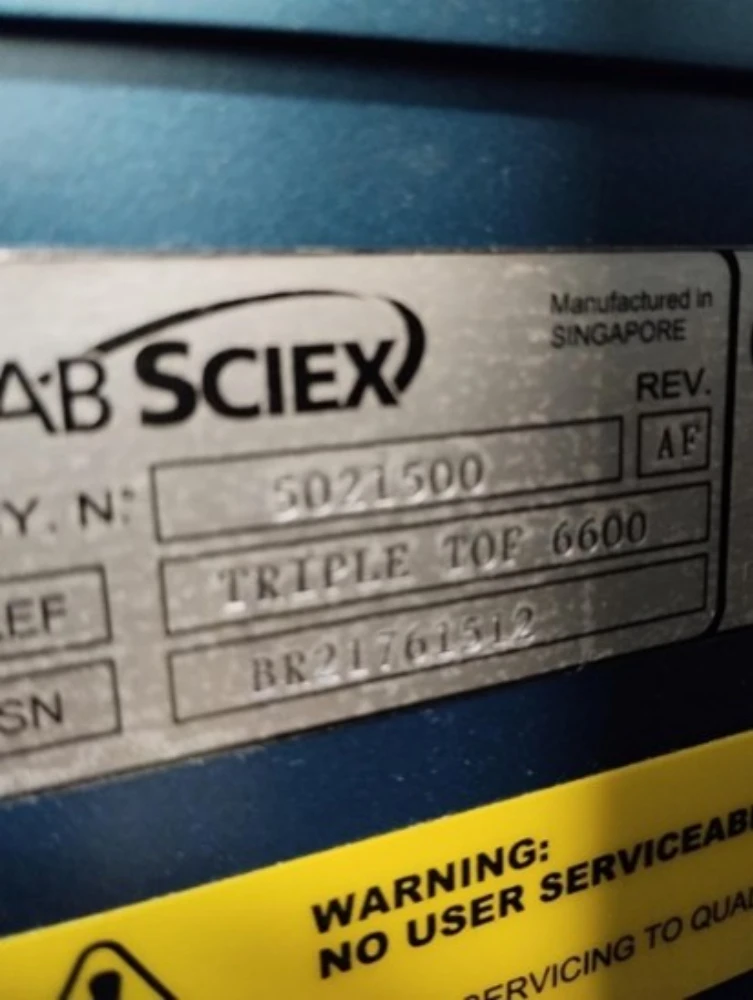 AB SCIEX
Manufactured in
SINGAPORE
REV.
Y. N: 5021500 AF
EF TRIPLE TOF 6600
SN BR21761512
WARNING:
NO USER SERVICEAB
ERVICING TO QUA